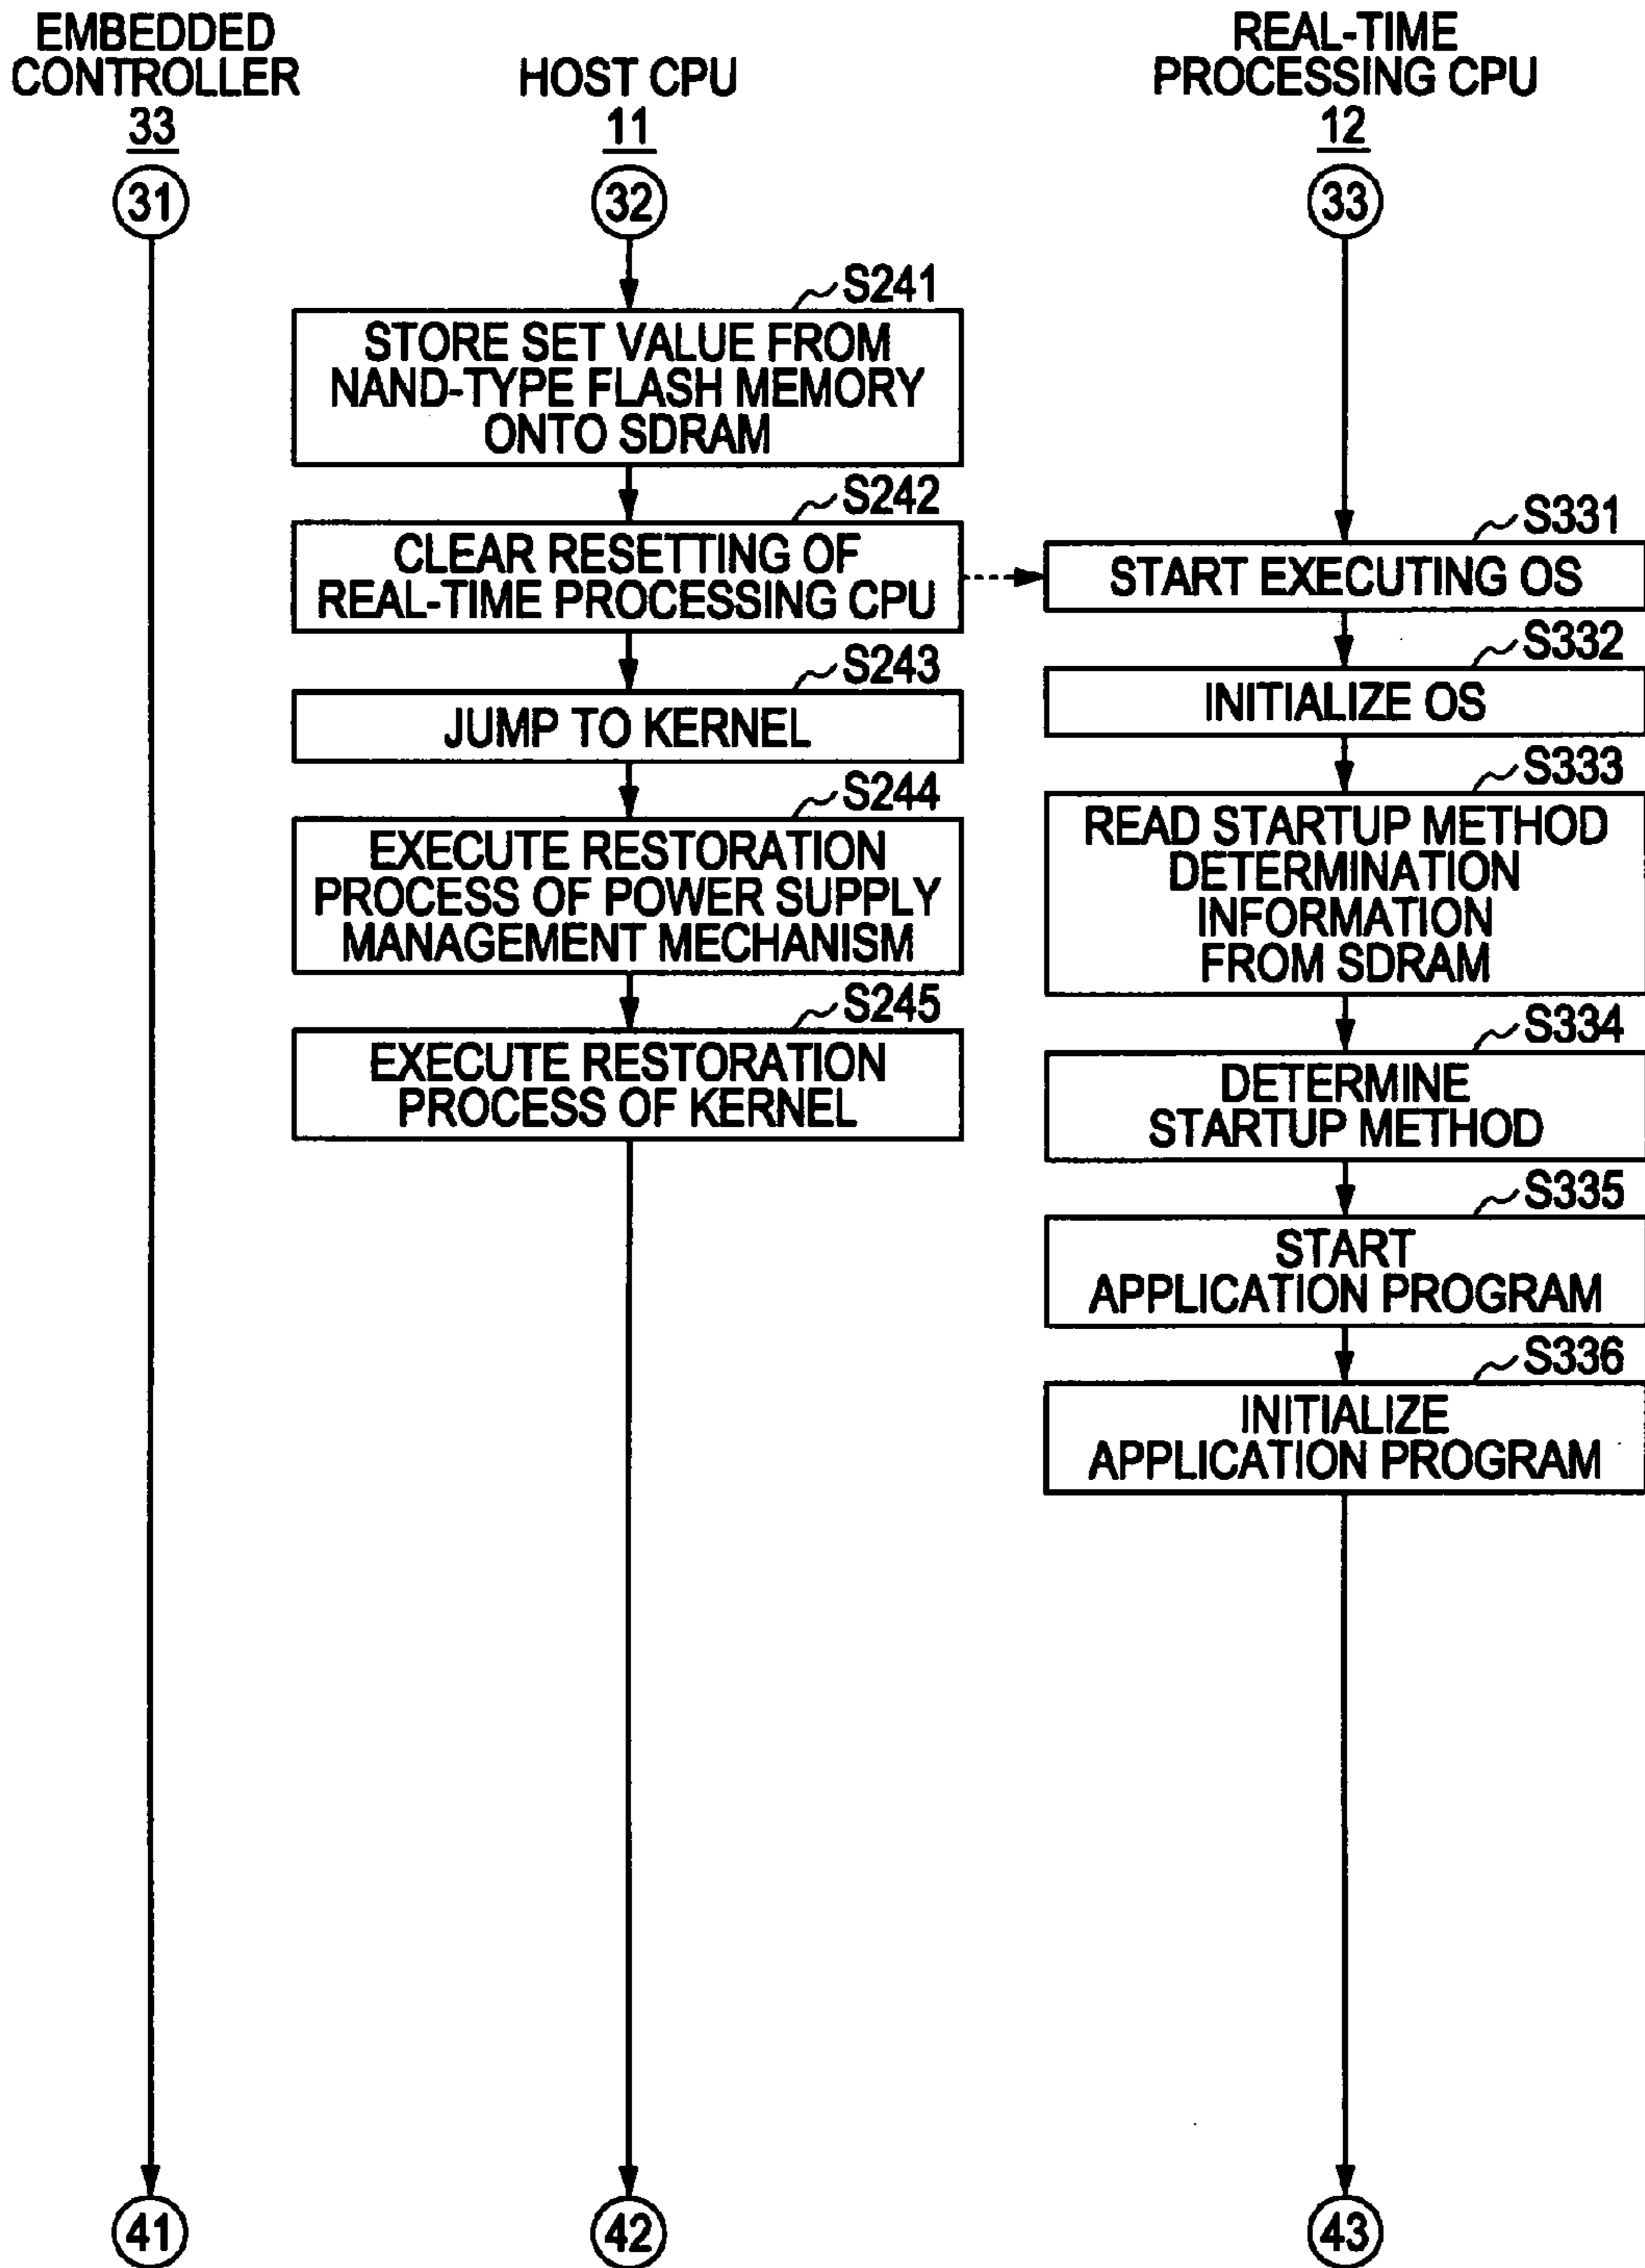 EMBEDDED
CONTROLLER
33
31
HOST CPU
11
32
REAL-TIME
PROCESSING CPU
12
33
S241
STORE SET VALUE FROM
NAND-TYPE FLASH MEMORY
ONTO SDRAM
S242
CLEAR RESETTING OF
REAL-TIME PROCESSING CPU
S243
JUMP TO KERNEL
S244
EXECUTE RESTORATION
PROCESS OF POWER SUPPLY
MANAGEMENT MECHANISM
S245
EXECUTE RESTORATION
PROCESS OF KERNEL
S331
START EXECUTING OS
S332
INITIALIZE OS
S333
READ STARTUP METHOD
DETERMINATION
INFORMATION
FROM SDRAM
S334
DETERMINE
STARTUP METHOD
S335
START
APPLICATION PROGRAM
S336
INITIALIZE
APPLICATION PROGRAM
41
42
43